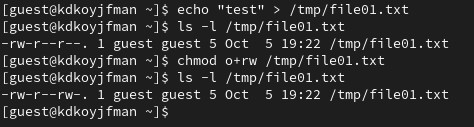 [guest@kdkoyjfman ~]$ echo "test" > /tmp/file01.txt
[guest@kdkoyjfman ~]$ ls -l /tmp/file01.txt
-rw-r--r--. 1 guest guest 5 Oct  5 19:22 /tmp/file01.txt
[guest@kdkoyjfman ~]$ chmod o+rw /tmp/file01.txt
[guest@kdkoyjfman ~]$ ls -l /tmp/file01.txt
-rw-r--rw-. 1 guest guest 5 Oct  5 19:22 /tmp/file01.txt
[guest@kdkoyjfman ~]$